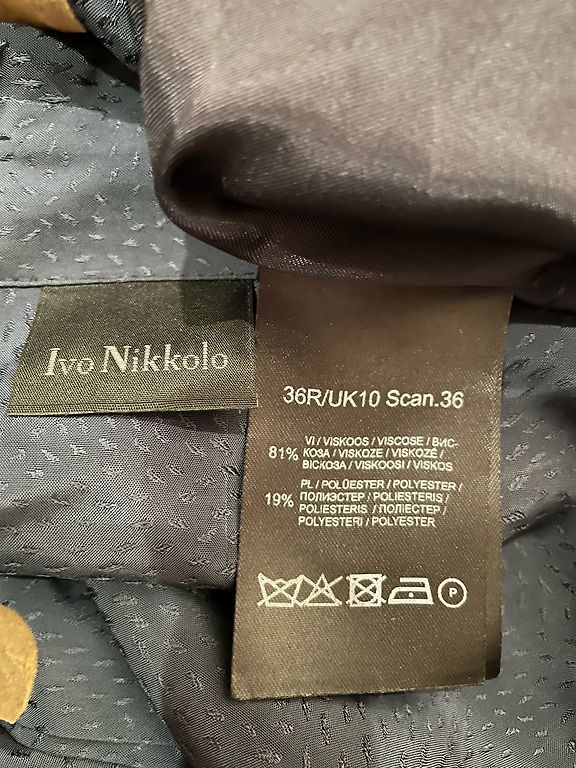 Ivo Nikkolo
36R/UK10 Scan.36
81% VI / VISKOOS / VISCOSE / ВИС-
КОЗА / VISKOZE / VISKOZĖ /
ВІСКОЗА / VISKOOSI / VISKOS
19% PL / POLÜESTER / POLYESTER /
ПОЛИЭСТЕР / POLIESTERIS /
POLIESTERIS / ПОЛІЕСТЕР /
POLYESTERI / POLYESTER
P